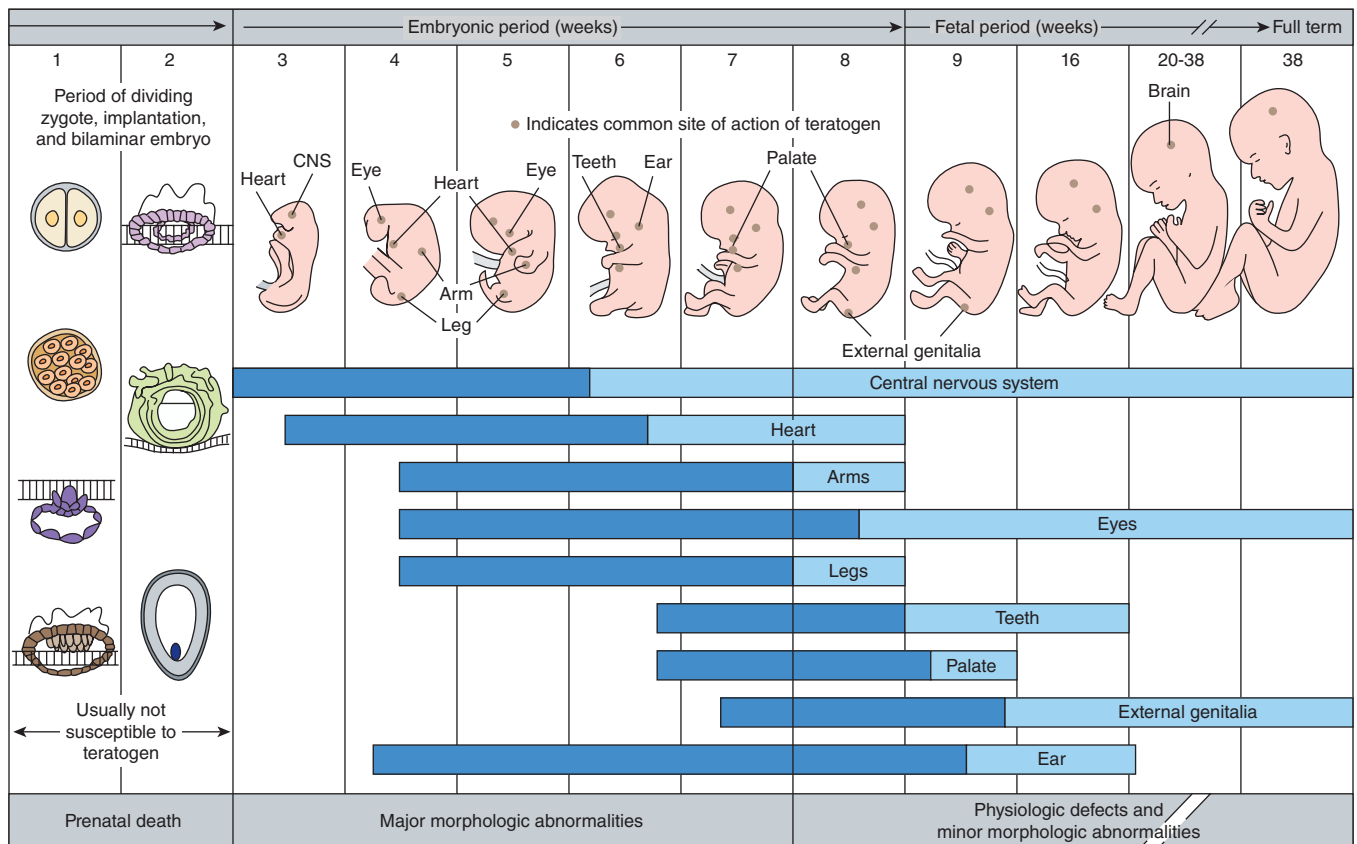 Embryonic period (weeks)
Fetal period (weeks)
Full term
1
2
3
4
5
6
7
8
9
16
20-38
38
Period of dividing
zygote, implantation,
and bilaminar embryo
Indicates common site of action of teratogen
Brain
CNS
Heart
Eye
Heart
Eye
Teeth
Ear
Palate
Arm
Leg
External genitalia
Central nervous system
Heart
Arms
Eyes
Legs
Teeth
Palate
External genitalia
Ear
Usually not
susceptible to
teratogen
Prenatal death
Major morphologic abnormalities
Physiologic defects and
minor morphologic abnormalities